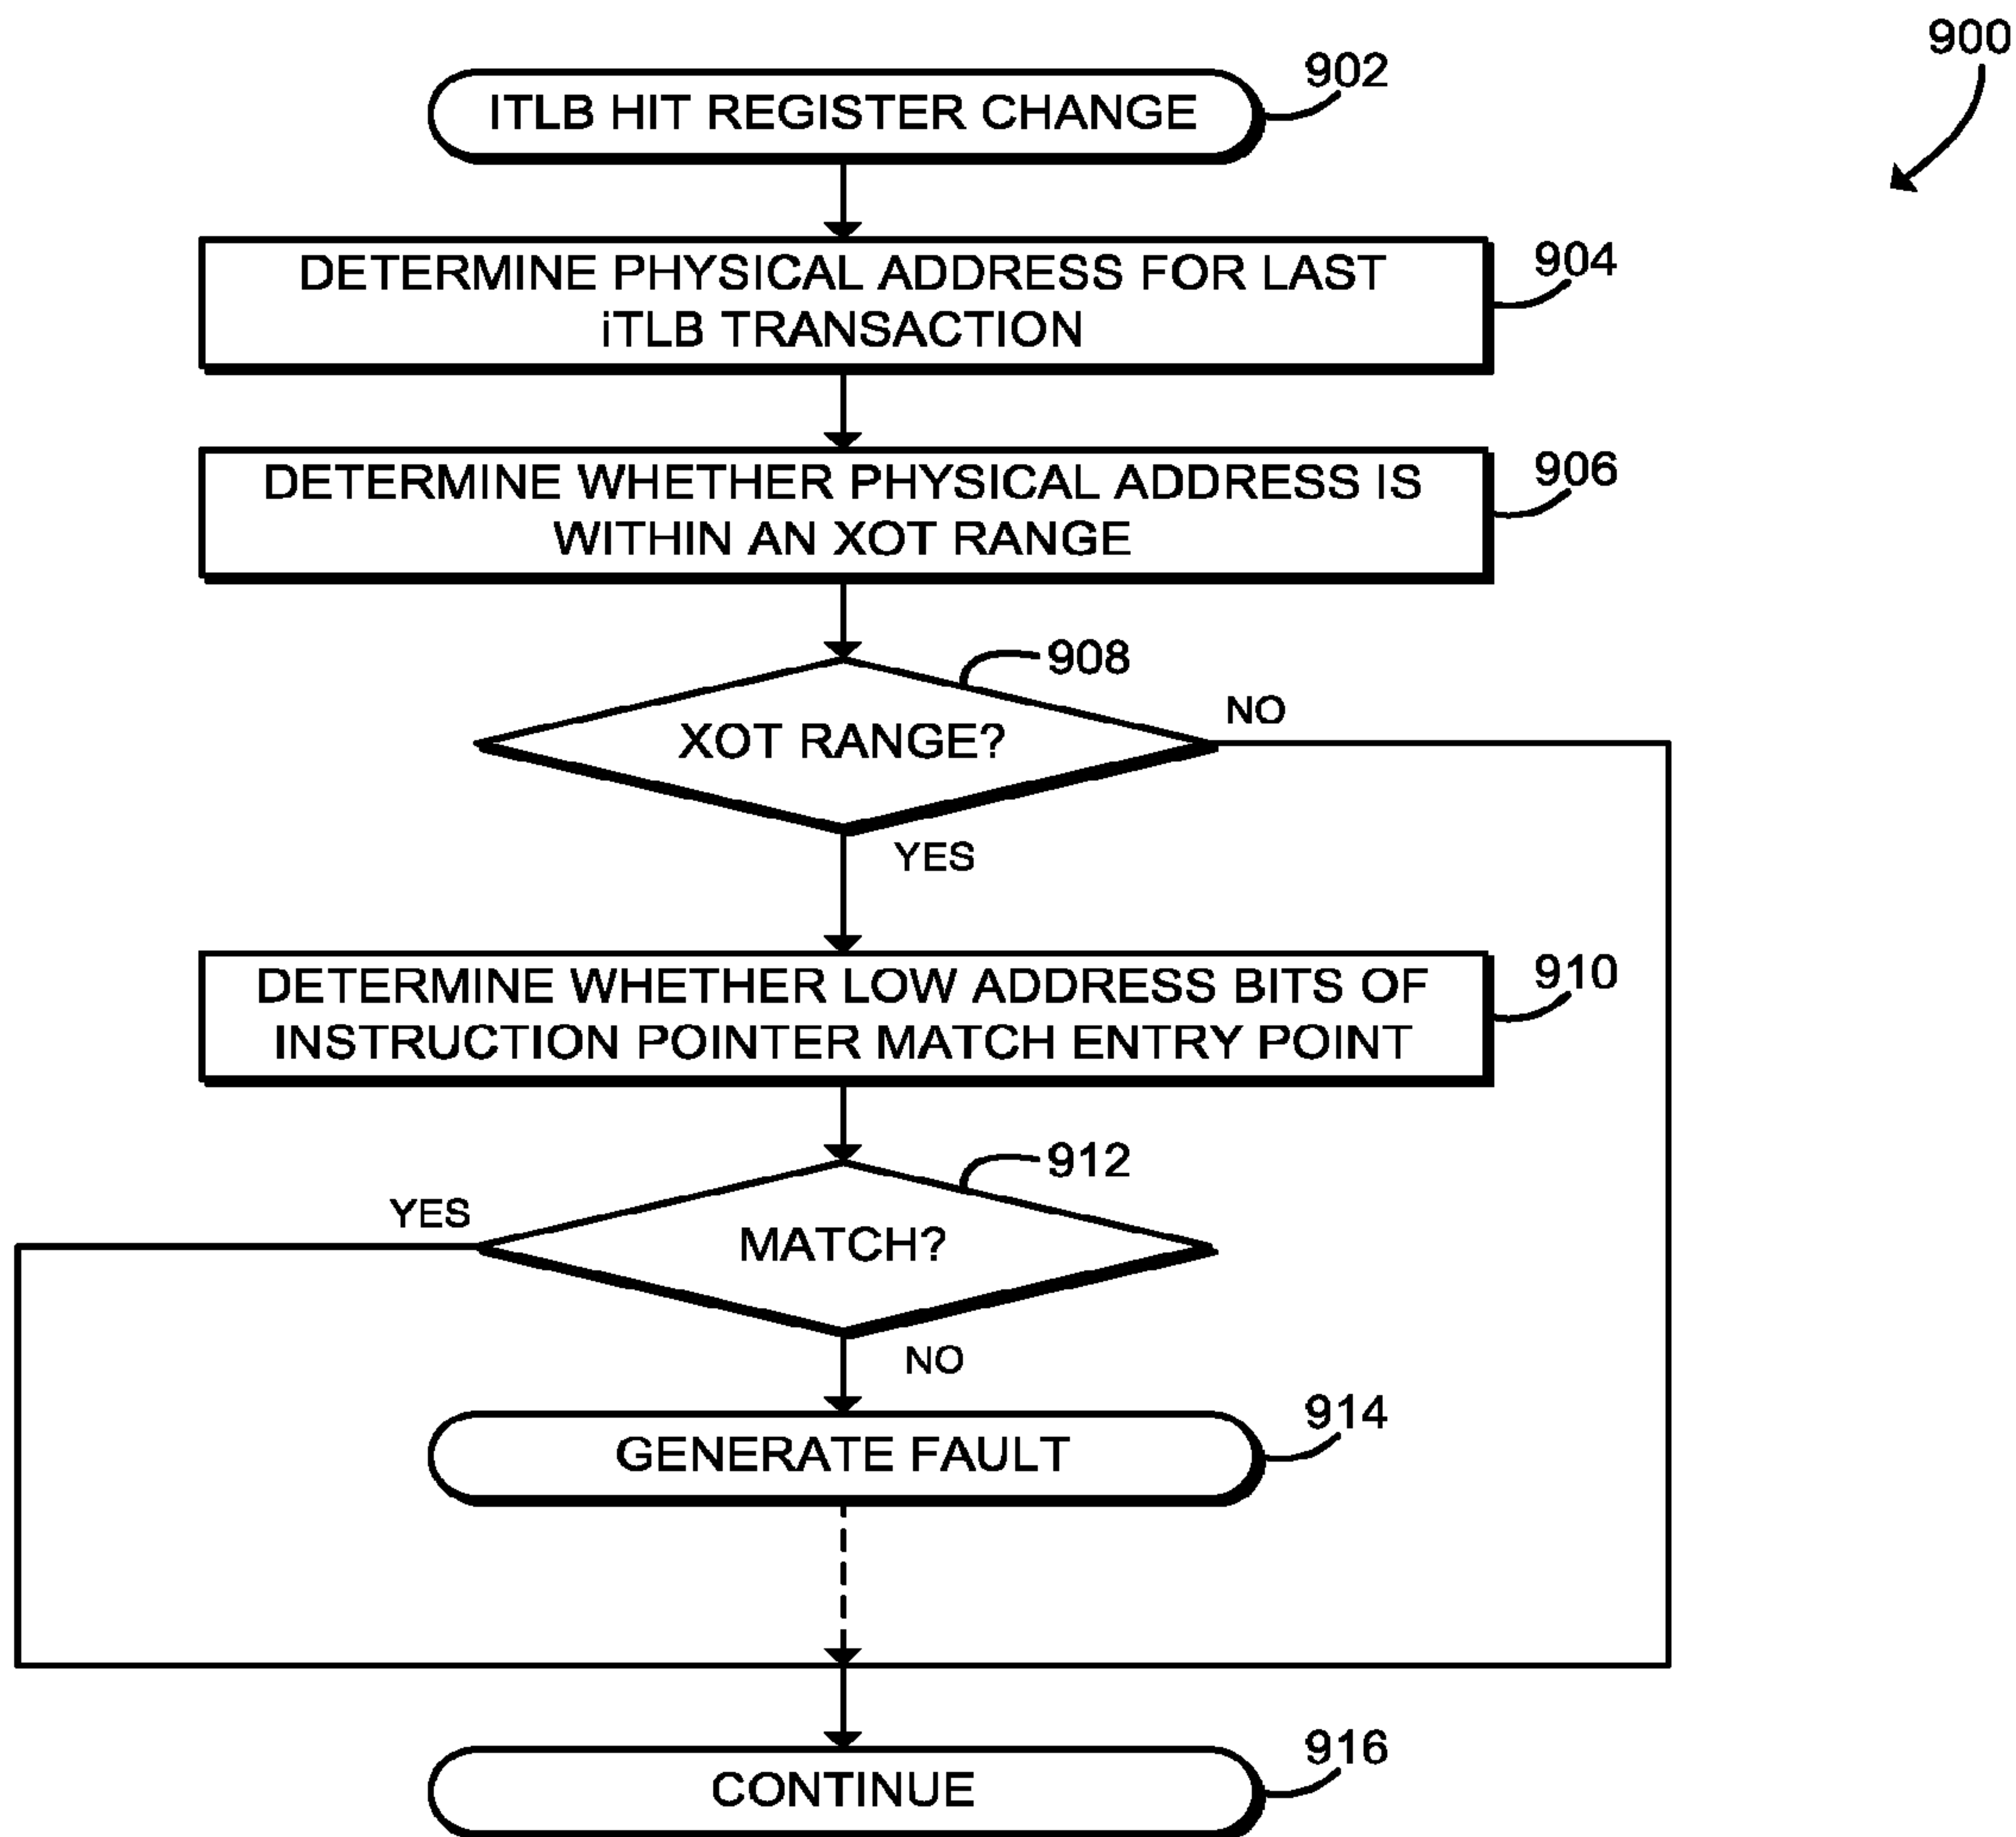 900
ITLB HIT REGISTER CHANGE
902
DETERMINE PHYSICAL ADDRESS FOR LAST
iTLB TRANSACTION
904
DETERMINE WHETHER PHYSICAL ADDRESS IS
WITHIN AN XOT RANGE
906
908
XOT RANGE?
NO
YES
DETERMINE WHETHER LOW ADDRESS BITS OF
INSTRUCTION POINTER MATCH ENTRY POINT
910
912
YES
MATCH?
NO
GENERATE FAULT
914
CONTINUE
916